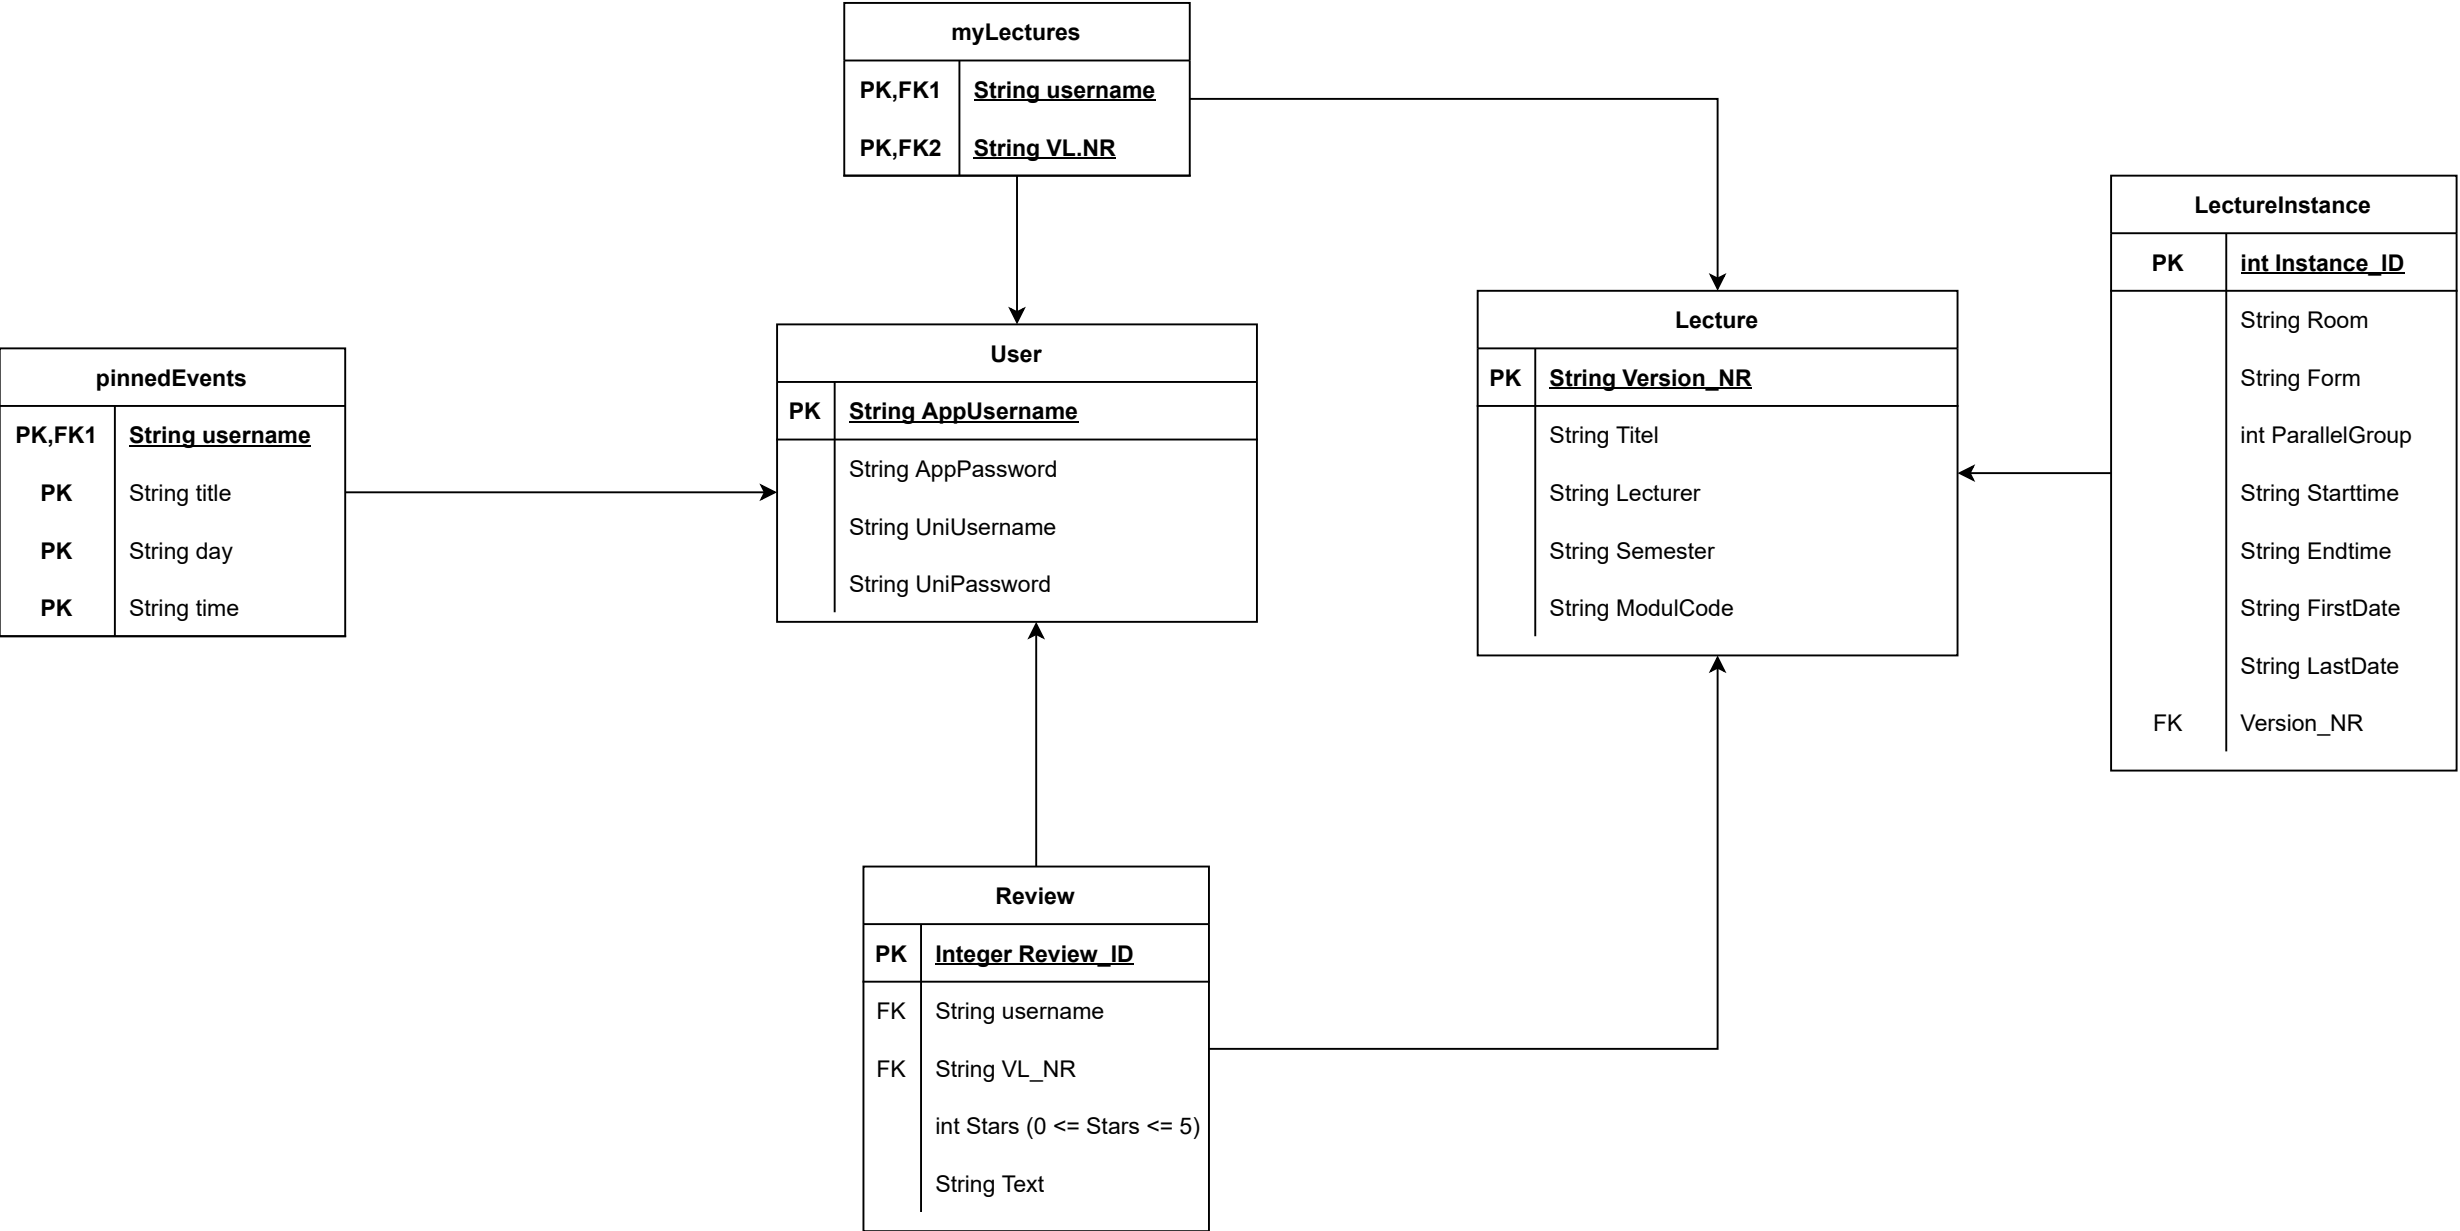 myLectures
PK,FK1 String username
PK,FK2 String VL.NR
pinnedEvents
PK,FK1 String username
PK String title
PK String day
PK String time
User
PK String AppUsername
String AppPassword
String UniUsername
String UniPassword
Lecture
PK String Version_NR
String Titel
String Lecturer
String Semester
String ModulCode
LectureInstance
PK int Instance_ID
String Room
String Form
int ParallelGroup
String Starttime
String Endtime
String FirstDate
String LastDate
FK Version_NR
Review
PK Integer Review_ID
FK String username
FK String VL_NR
int Stars (0 <= Stars <= 5)
String Text